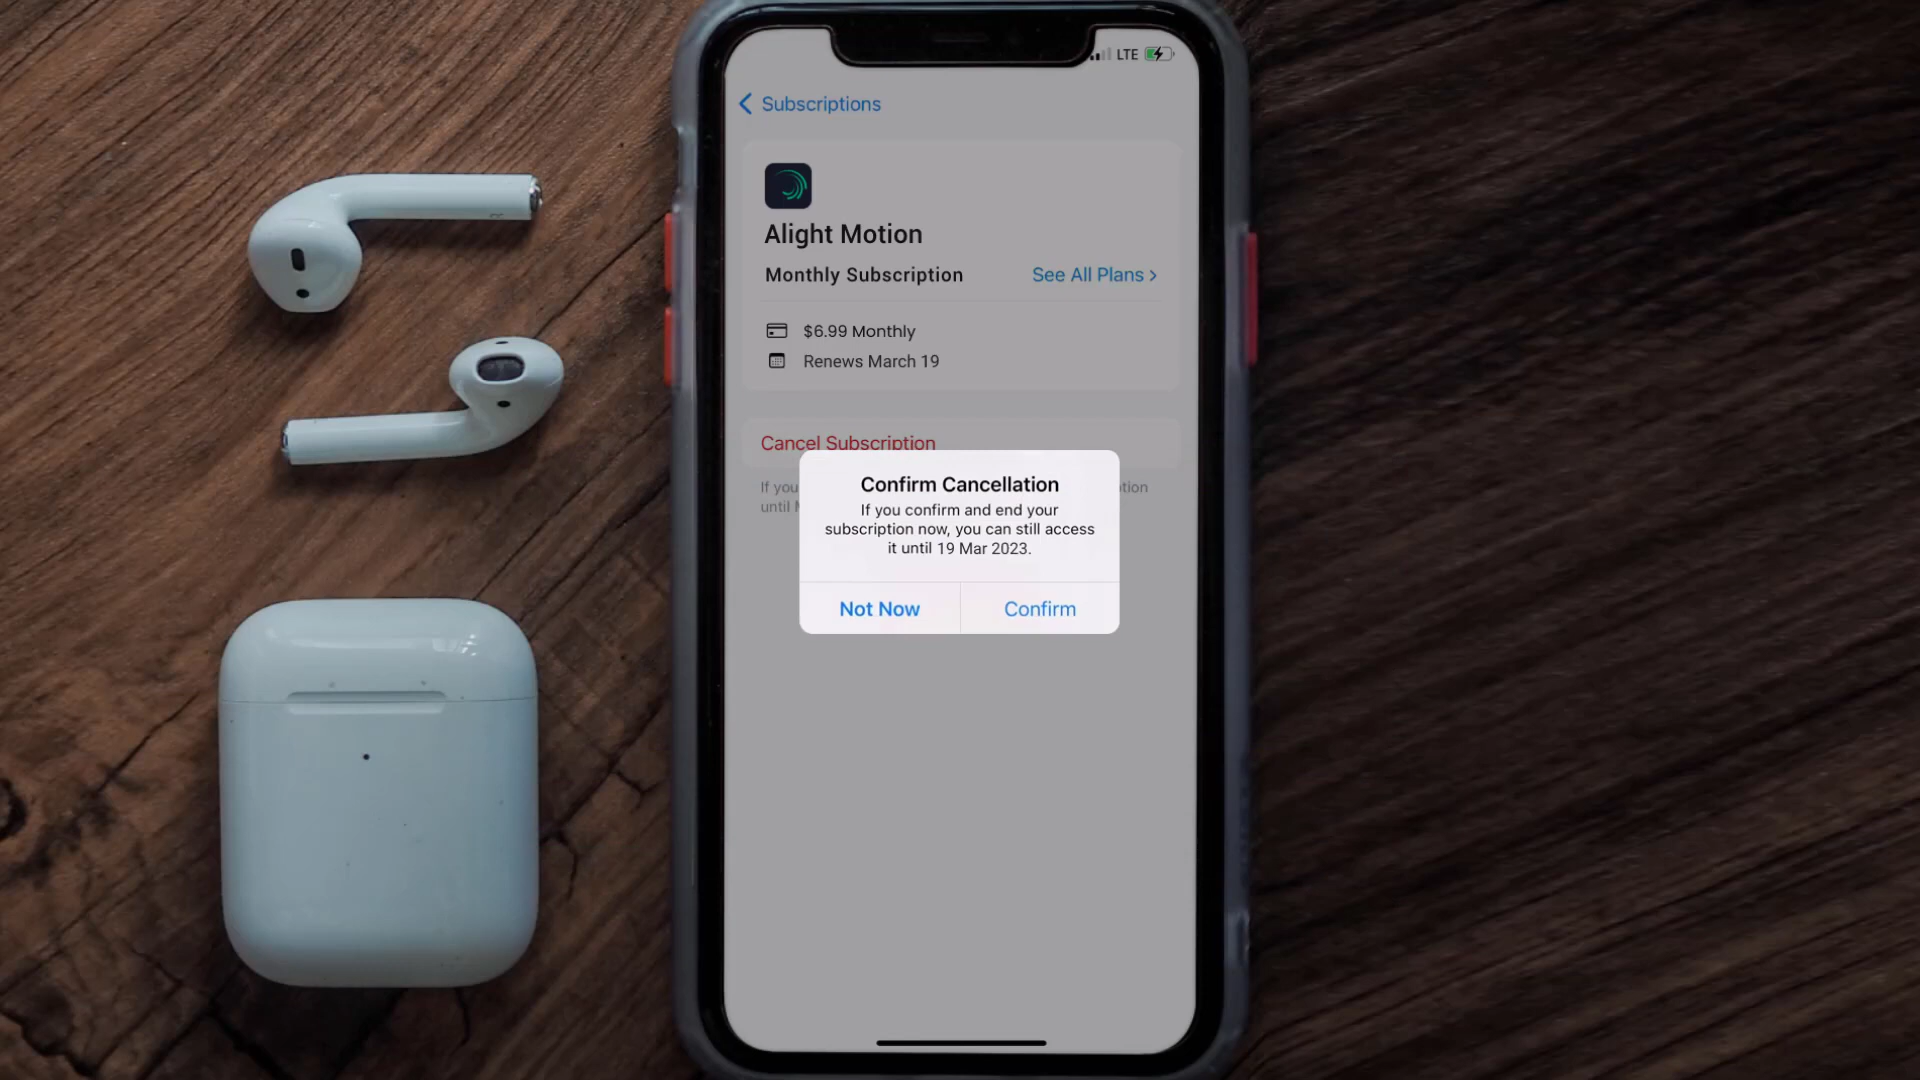 LTE
Subscriptions
Alight Motion
Monthly Subscription
See All Plans >
$6.99 Monthly
Renews March 19
Cancel Subscription
If you
tion
until
Confirm Cancellation
If you confirm and end your
subscription now, you can still access
it until 19 Mar 2023.
Not Now
Confirm